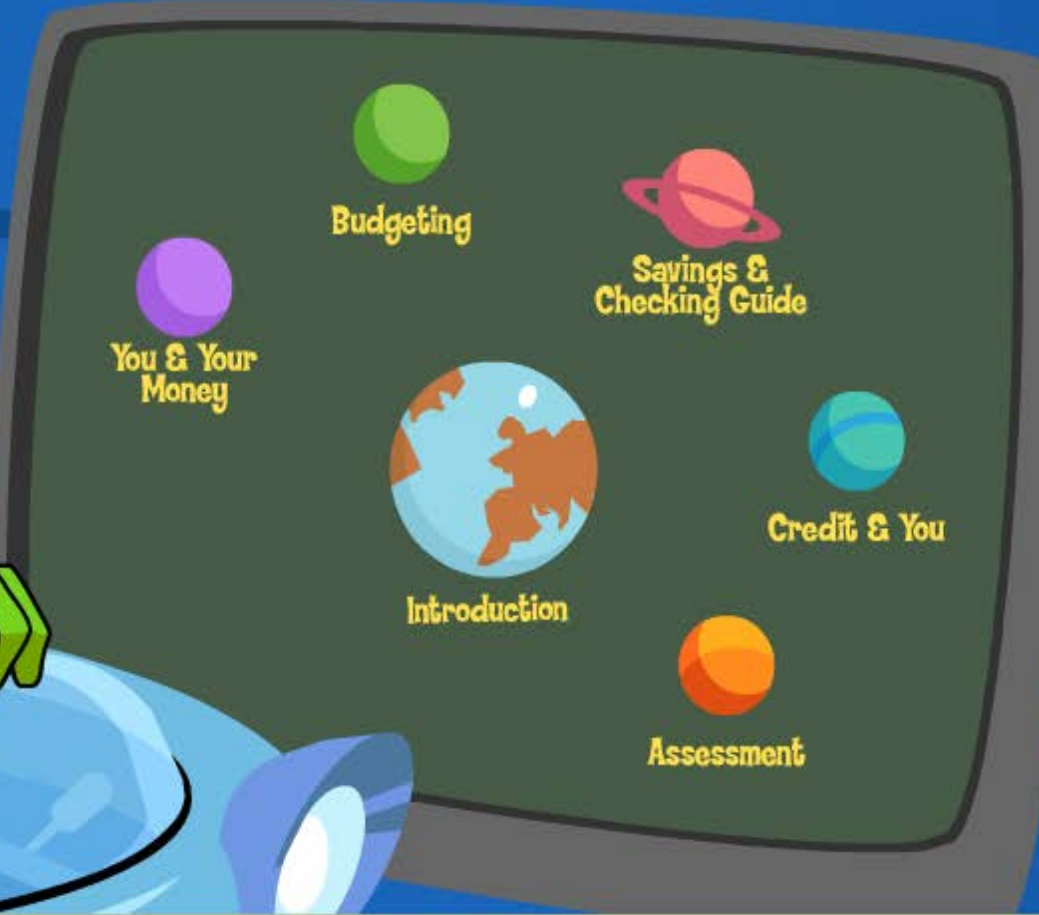 Budgeting
Savings &
Checking Guide
You & Your
Money
Credit & You
Introduction
Assessment